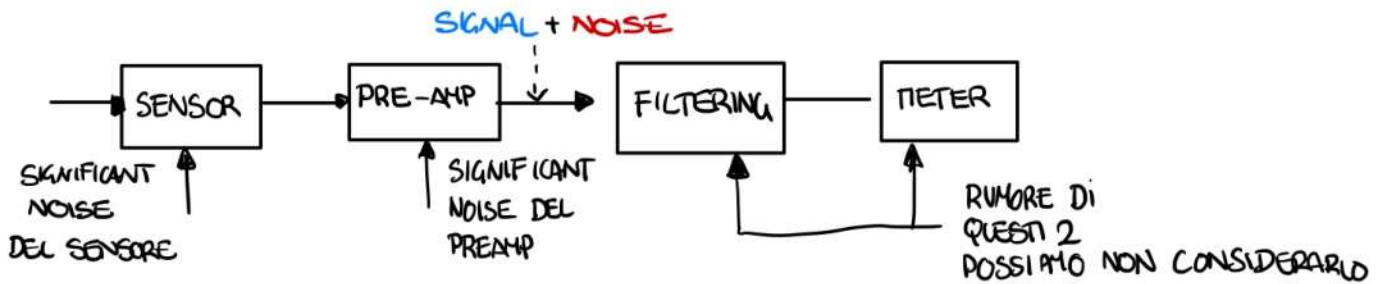 SIGNAL + NOISE
SENSOR
PRE-AMP
FILTERING
METER
SIGNIFICANT
NOISE
DEL SENSORE
SIGNIFICANT
NOISE DEL
PREAMP
RUMORE Di
QUESTI 2
POSSIAMO NON CONSIDERARLO